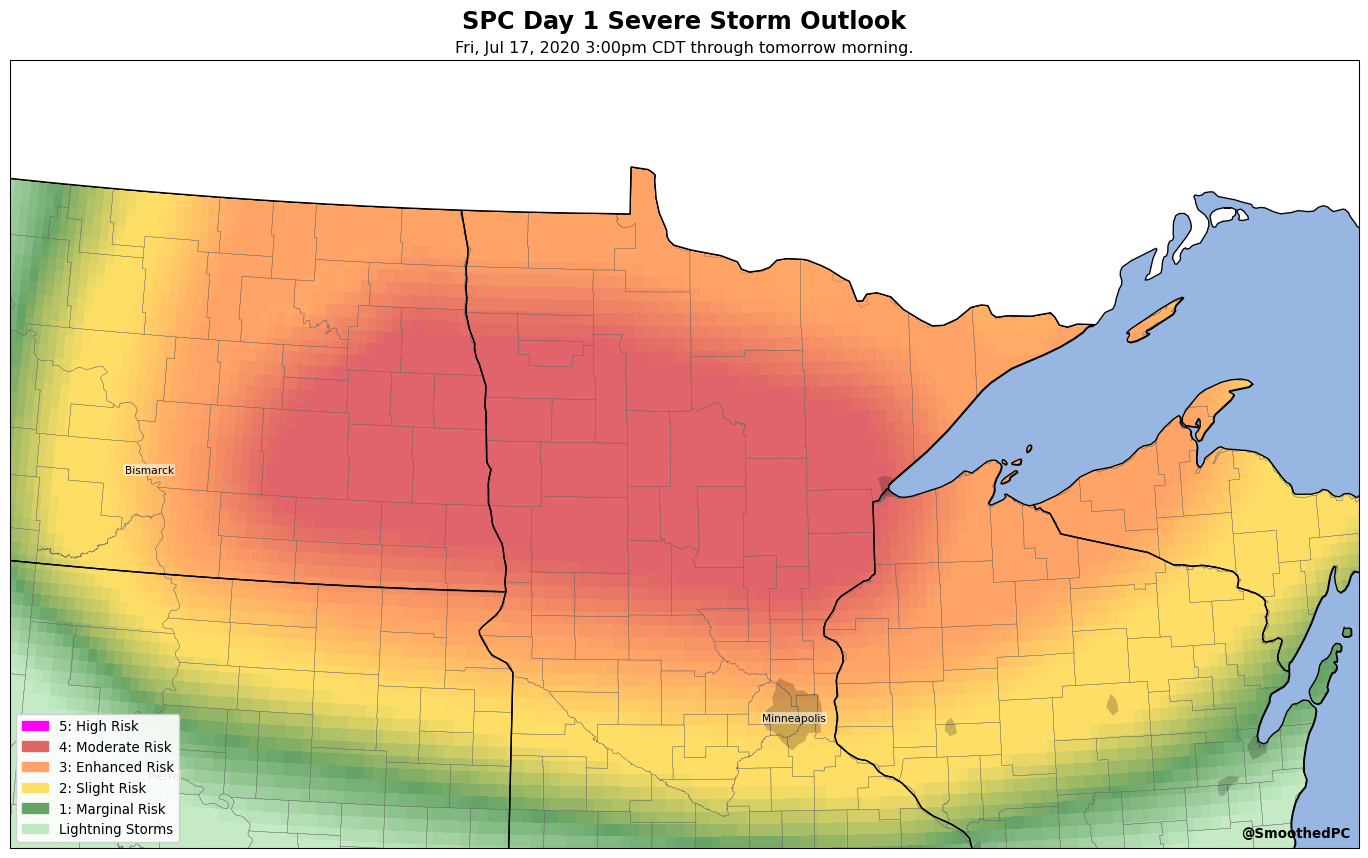 SPC Day 1 Severe Storm Outlook
Fri, Jul 17, 2020 3:00pm CDT through tomorrow morning.
Bismarck
Minneapolis
5: High Risk
4: Moderate Risk
3: Enhanced Risk
2: Slight Risk
1: Marginal Risk
Lightning Storms
Pierre
@SmoothedPC